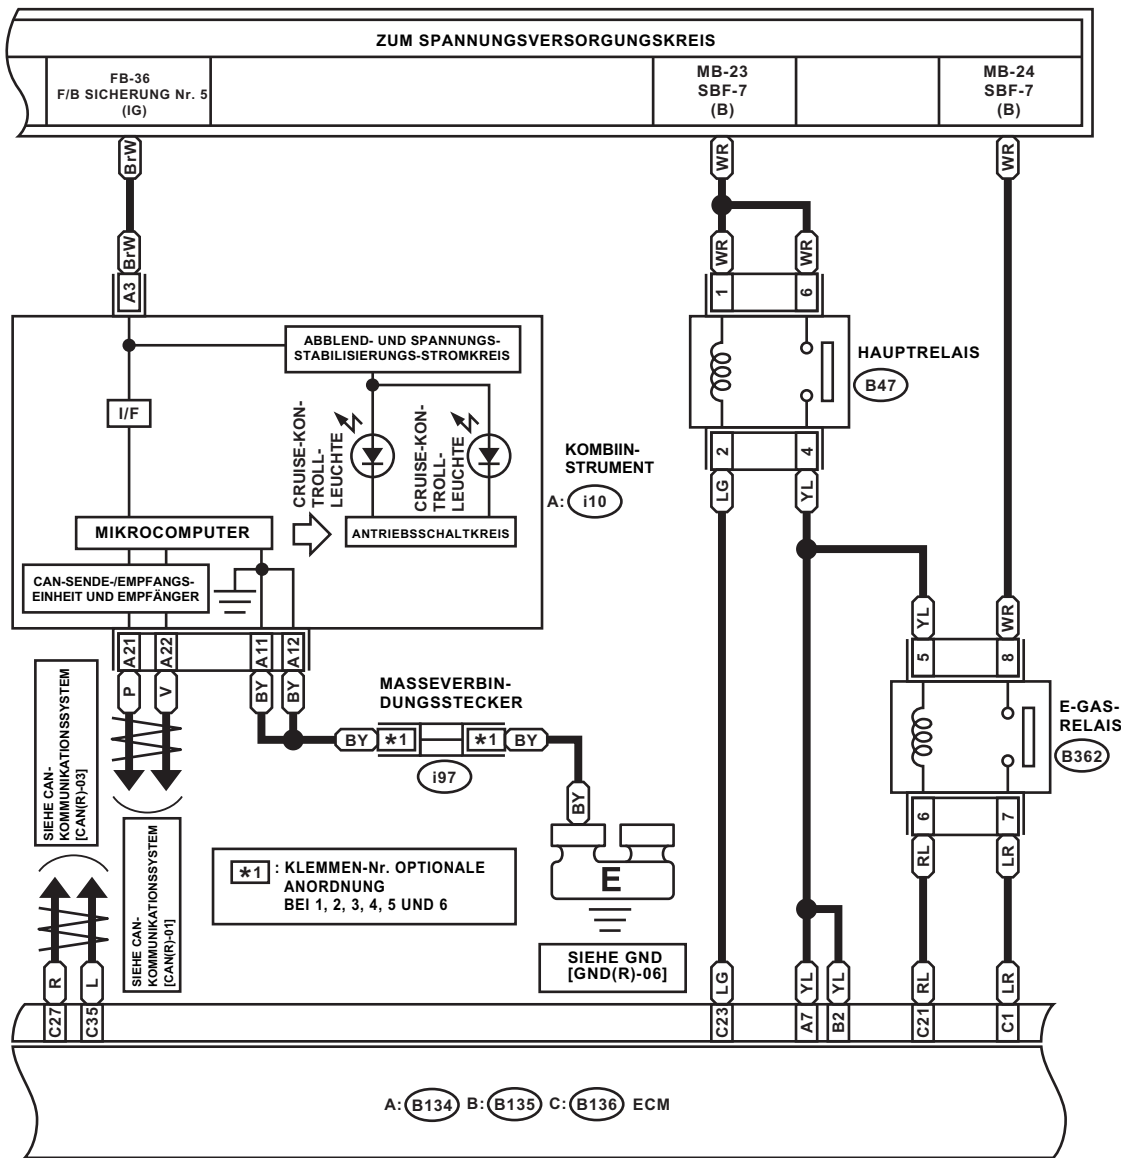 ZUM SPANNUNGSVERSORGUNGSKREIS
FB-36
F/B SICHERUNG Nr. 5
(IG)
MB-23
SBF-7
(B)
MB-24
SBF-7
(B)
BrW
WR
WR
BrW
WR
WR
A3
1
6
ABBLEND- UND SPANNUNGS-
STABILISIERUNGS-STROMKREIS
I/F
CRUISE-KON-
TROLL-
LEUCHTE
CRUISE-KON-
TROLL-
LEUCHTE
HAUPTRELAIS
B47
KOMBIIN-
STRUMENT
A: i10
2
4
LG
YL
MIKROCOMPUTER
ANTRIEBSSCHALTKREIS
CAN-SENDE-/EMPFANGS-
EINHEIT UND EMPFÄNGER
YL
WR
A21
A22
A11
A12
5
8
P
V
BY
BY
SIEHE CAN-
KOMMUNIKATIONSSYSTEM
[CAN(R)-03]
MASSEVERBIN-
DUNGSSTECKER
BY
*1
*1
BY
i97
E-GAS-
RELAIS
B362
BY
6
7
RL
LR
SIEHE CAN-
KOMMUNIKATIONSSYSTEM
[CAN(R)-01]
*1 : KLEMMEN-Nr. OPTIONALE
ANORDNUNG
BEI 1, 2, 3, 4, 5 UND 6
E
SIEHE GND
[GND(R)-06]
R
L
LG
YL
YL
RL
LR
C27
C35
C23
A7
B2
C21
C1
A: B134 B: B135 C: B136 ECM